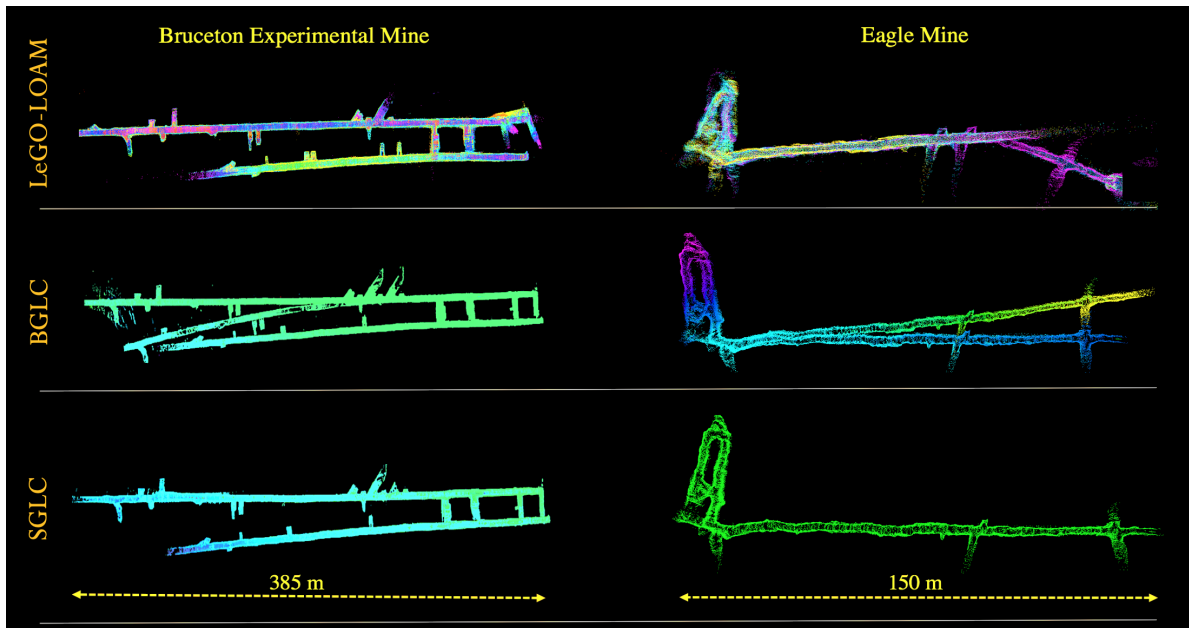 Bruceton Experimental Mine
Eagle Mine
LeGO-LOAM
BGLC
SGLC
385 m
150 m